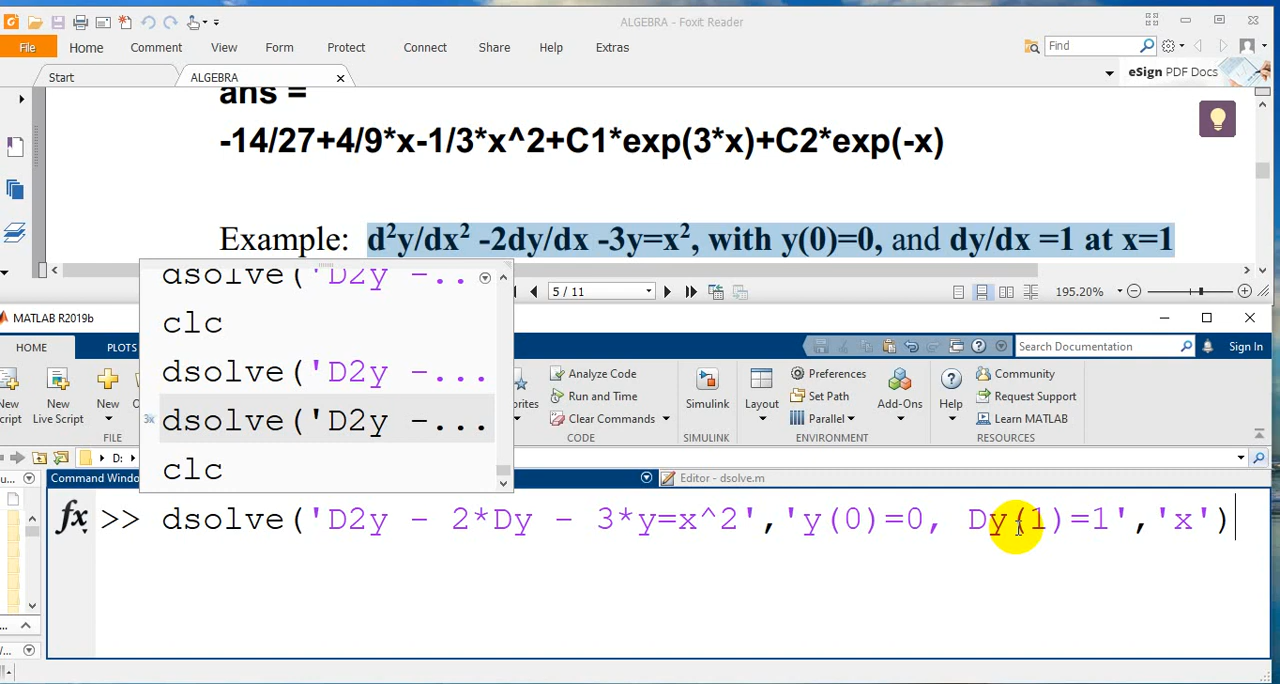 ALGEBRA - Foxit Reader
File Home Comment View Form Protect Connect Share Help Extras Find
Start ALGEBRA eSign PDF Docs
ans =
-14/27+4/9*x-1/3*x^2+C1*exp(3*x)+C2*exp(-x)
Example: d²y/dx² -2dy/dx -3y=x², with y(0)=0, and dy/dx =1 at x=1
5 / 11 195.20%
dsolve('D2y -...
clc
dsolve('D2y -...
3x dsolve('D2y -...
clc
MATLAB R2019b
HOME PLOTS Search Documentation Sign In
New Script New Live Script New
Analyze Code
Run and Time
Clear Commands
Simulink
Layout
Preferences
Set Path
Parallel
Add-Ons
Help
Community
Request Support
Learn MATLAB
FILE CODE SIMULINK ENVIRONMENT RESOURCES
D:
Command Editor - dsolve.m
fx >> dsolve('D2y - 2*Dy - 3*y=x^2','y(0)=0, Dy(1)=1','x')